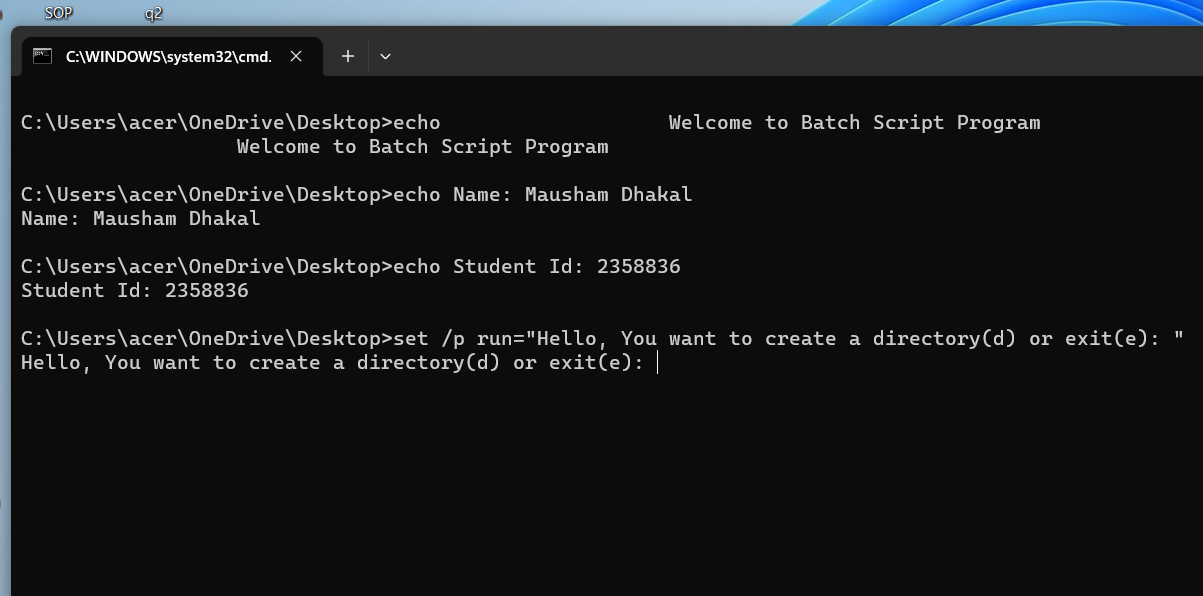 SOP q2
C:\WINDOWS\system32\cmd.
C:\Users\acer\OneDrive\Desktop>echo                   Welcome to Batch Script Program
                  Welcome to Batch Script Program
C:\Users\acer\OneDrive\Desktop>echo Name: Mausham Dhakal
Name: Mausham Dhakal
C:\Users\acer\OneDrive\Desktop>echo Student Id: 2358836
Student Id: 2358836
C:\Users\acer\OneDrive\Desktop>set /p run="Hello, You want to create a directory(d) or exit(e): "
Hello, You want to create a directory(d) or exit(e):